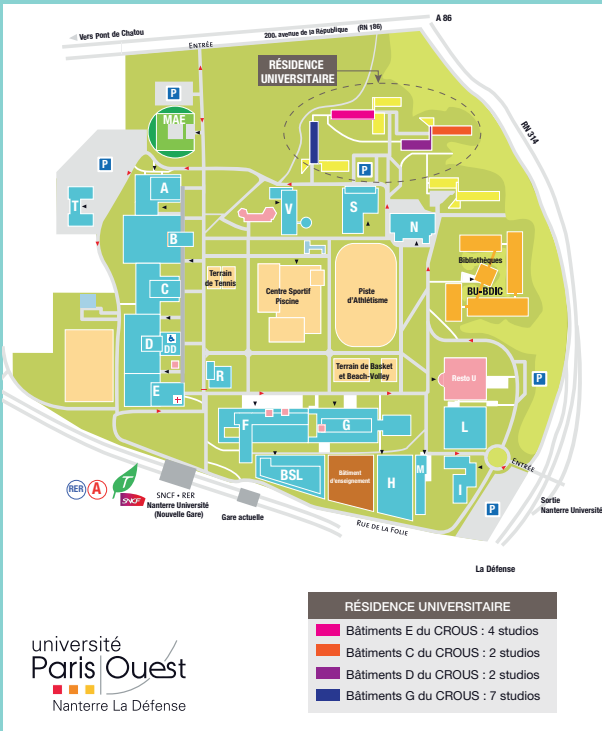 A 86
Vers Pont de Chatou
200, avenue de la République (RN 186)
ENTRÉE
RÉSIDENCE
UNIVERSITAIRE
P
MAE
RN 314
P
P
T
A
V
S
N
B
Bibliothèques
BU-BDIC
Terrain
de Tennis
Centre Sportif
Piscine
Piste
d'Athlétisme
C
D
DD
E
R
Terrain de Basket
et Beach-Volley
Resto U
P
F
G
L
BSL
Bâtiment
d'enseignement
H
M
I
ENTRÉE
P
Sortie
Nanterre Université
RER
A
T
SNCF
SNCF • RER
Nanterre Université
(Nouvelle Gare)
Gare actuelle
RUE DE LA FOLIE
La Défense
RÉSIDENCE UNIVERSITAIRE
Bâtiments E du CROUS : 4 studios
Bâtiments C du CROUS : 2 studios
Bâtiments D du CROUS : 2 studios
Bâtiments G du CROUS : 7 studios
université
Paris Ouest
Nanterre La Défense